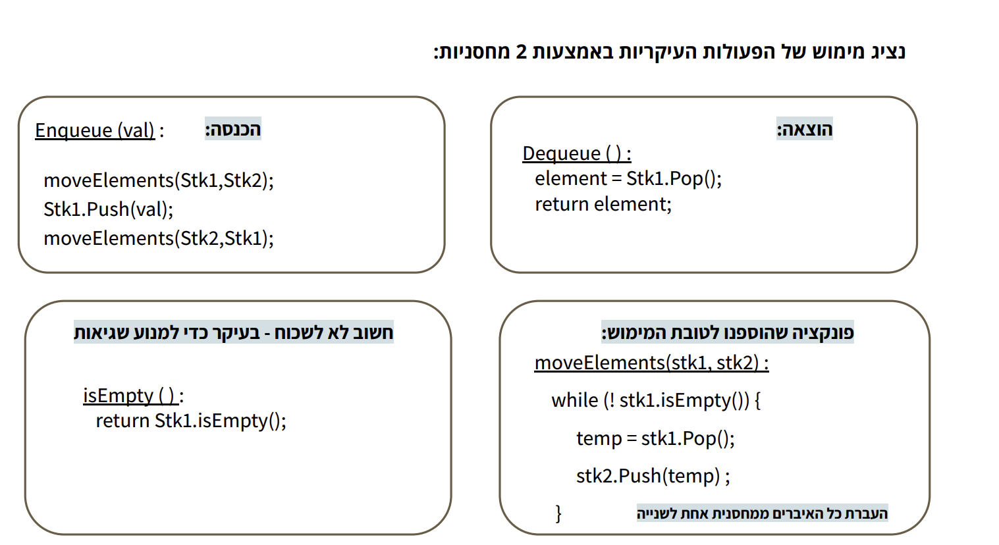 נציג מימוש של הפעולות העיקריות באמצעות 2 מחסניות:
הוצאה:
Dequeue ( ) :
element = Stk1.Pop();
return element;
Enqueue (val) : הכנסה:
moveElements(Stk1,Stk2);
Stk1.Push(val);
moveElements(Stk2,Stk1);
פונקציה שהוספנו לטובת המימוש:
moveElements(stk1, stk2) :
while (! stk1.isEmpty()) {
temp = stk1.Pop();
stk2.Push(temp) ;
} העברת כל האיברים ממחסנית אחת לשנייה
חשוב לא לשכוח - בעיקר כדי למנוע שגיאות
isEmpty ( ) :
return Stk1.isEmpty();